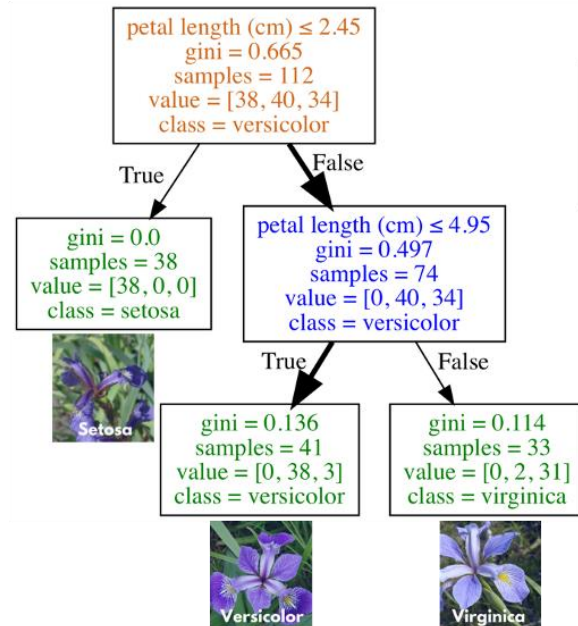 petal length (cm) ≤ 2.45
gini = 0.665
samples = 112
value = [38, 40, 34]
class = versicolor
True
False
gini = 0.0
samples = 38
value = [38, 0, 0]
class = setosa
petal length (cm) ≤ 4.95
gini = 0.497
samples = 74
value = [0, 40, 34]
class = versicolor
Setosa
True
False
gini = 0.136
samples = 41
value = [0, 38, 3]
class = versicolor
gini = 0.114
samples = 33
value = [0, 2, 31]
class = virginica
Versicolor
Virginica